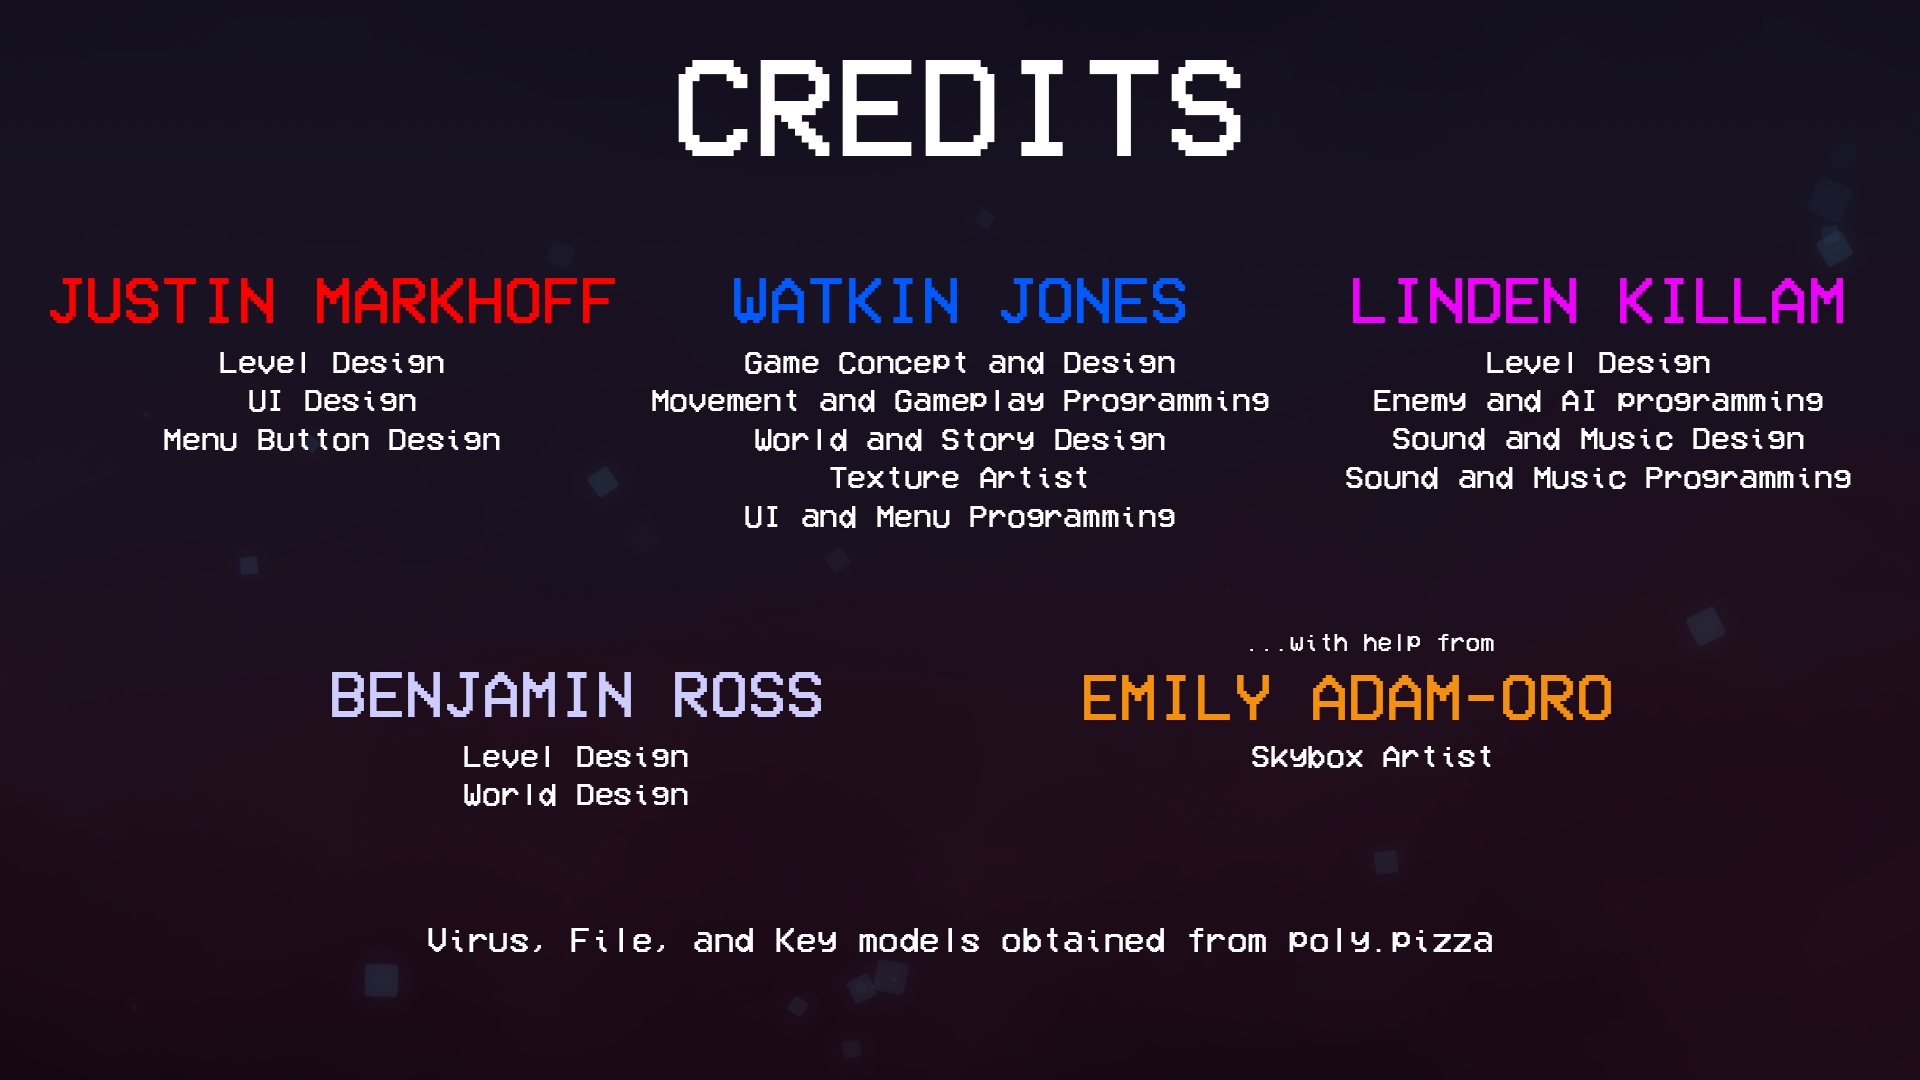 CREDITS
JUSTIN MARKHOFF
Level Design
UI Design
Menu Button Design
WATKIN JONES
Game Concept and Design
Movement and Gameplay Programming
World and Story Design
Texture Artist
UI and Menu Programming
LINDEN KILLAM
Level Design
Enemy and AI programming
Sound and Music Design
Sound and Music Programming
BENJAMIN ROSS
Level Design
World Design
...with help from
EMILY ADAM-ORO
Skybox Artist
Virus, File, and Key models obtained from poly.pizza